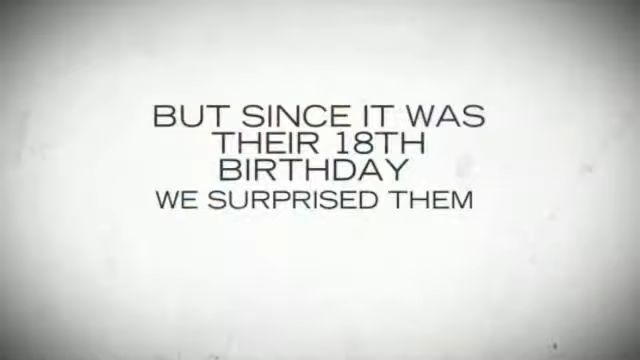 BUT SINCE IT WAS
THEIR 18TH
BIRTHDAY
WE SURPRISED THEM